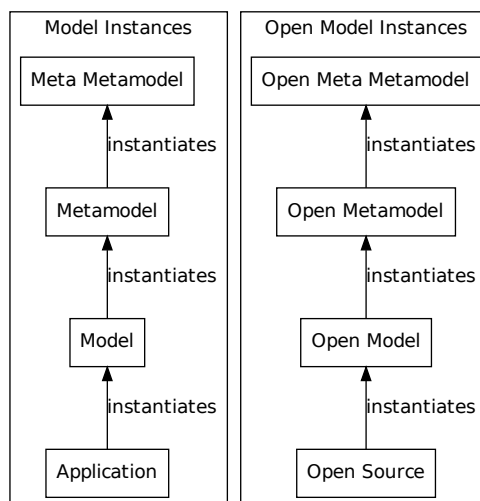 Model Instances
Meta Metamodel
instantiates
Metamodel
instantiates
Model
instantiates
Application
Open Model Instances
Open Meta Metamodel
instantiates
Open Metamodel
instantiates
Open Model
instantiates
Open Source